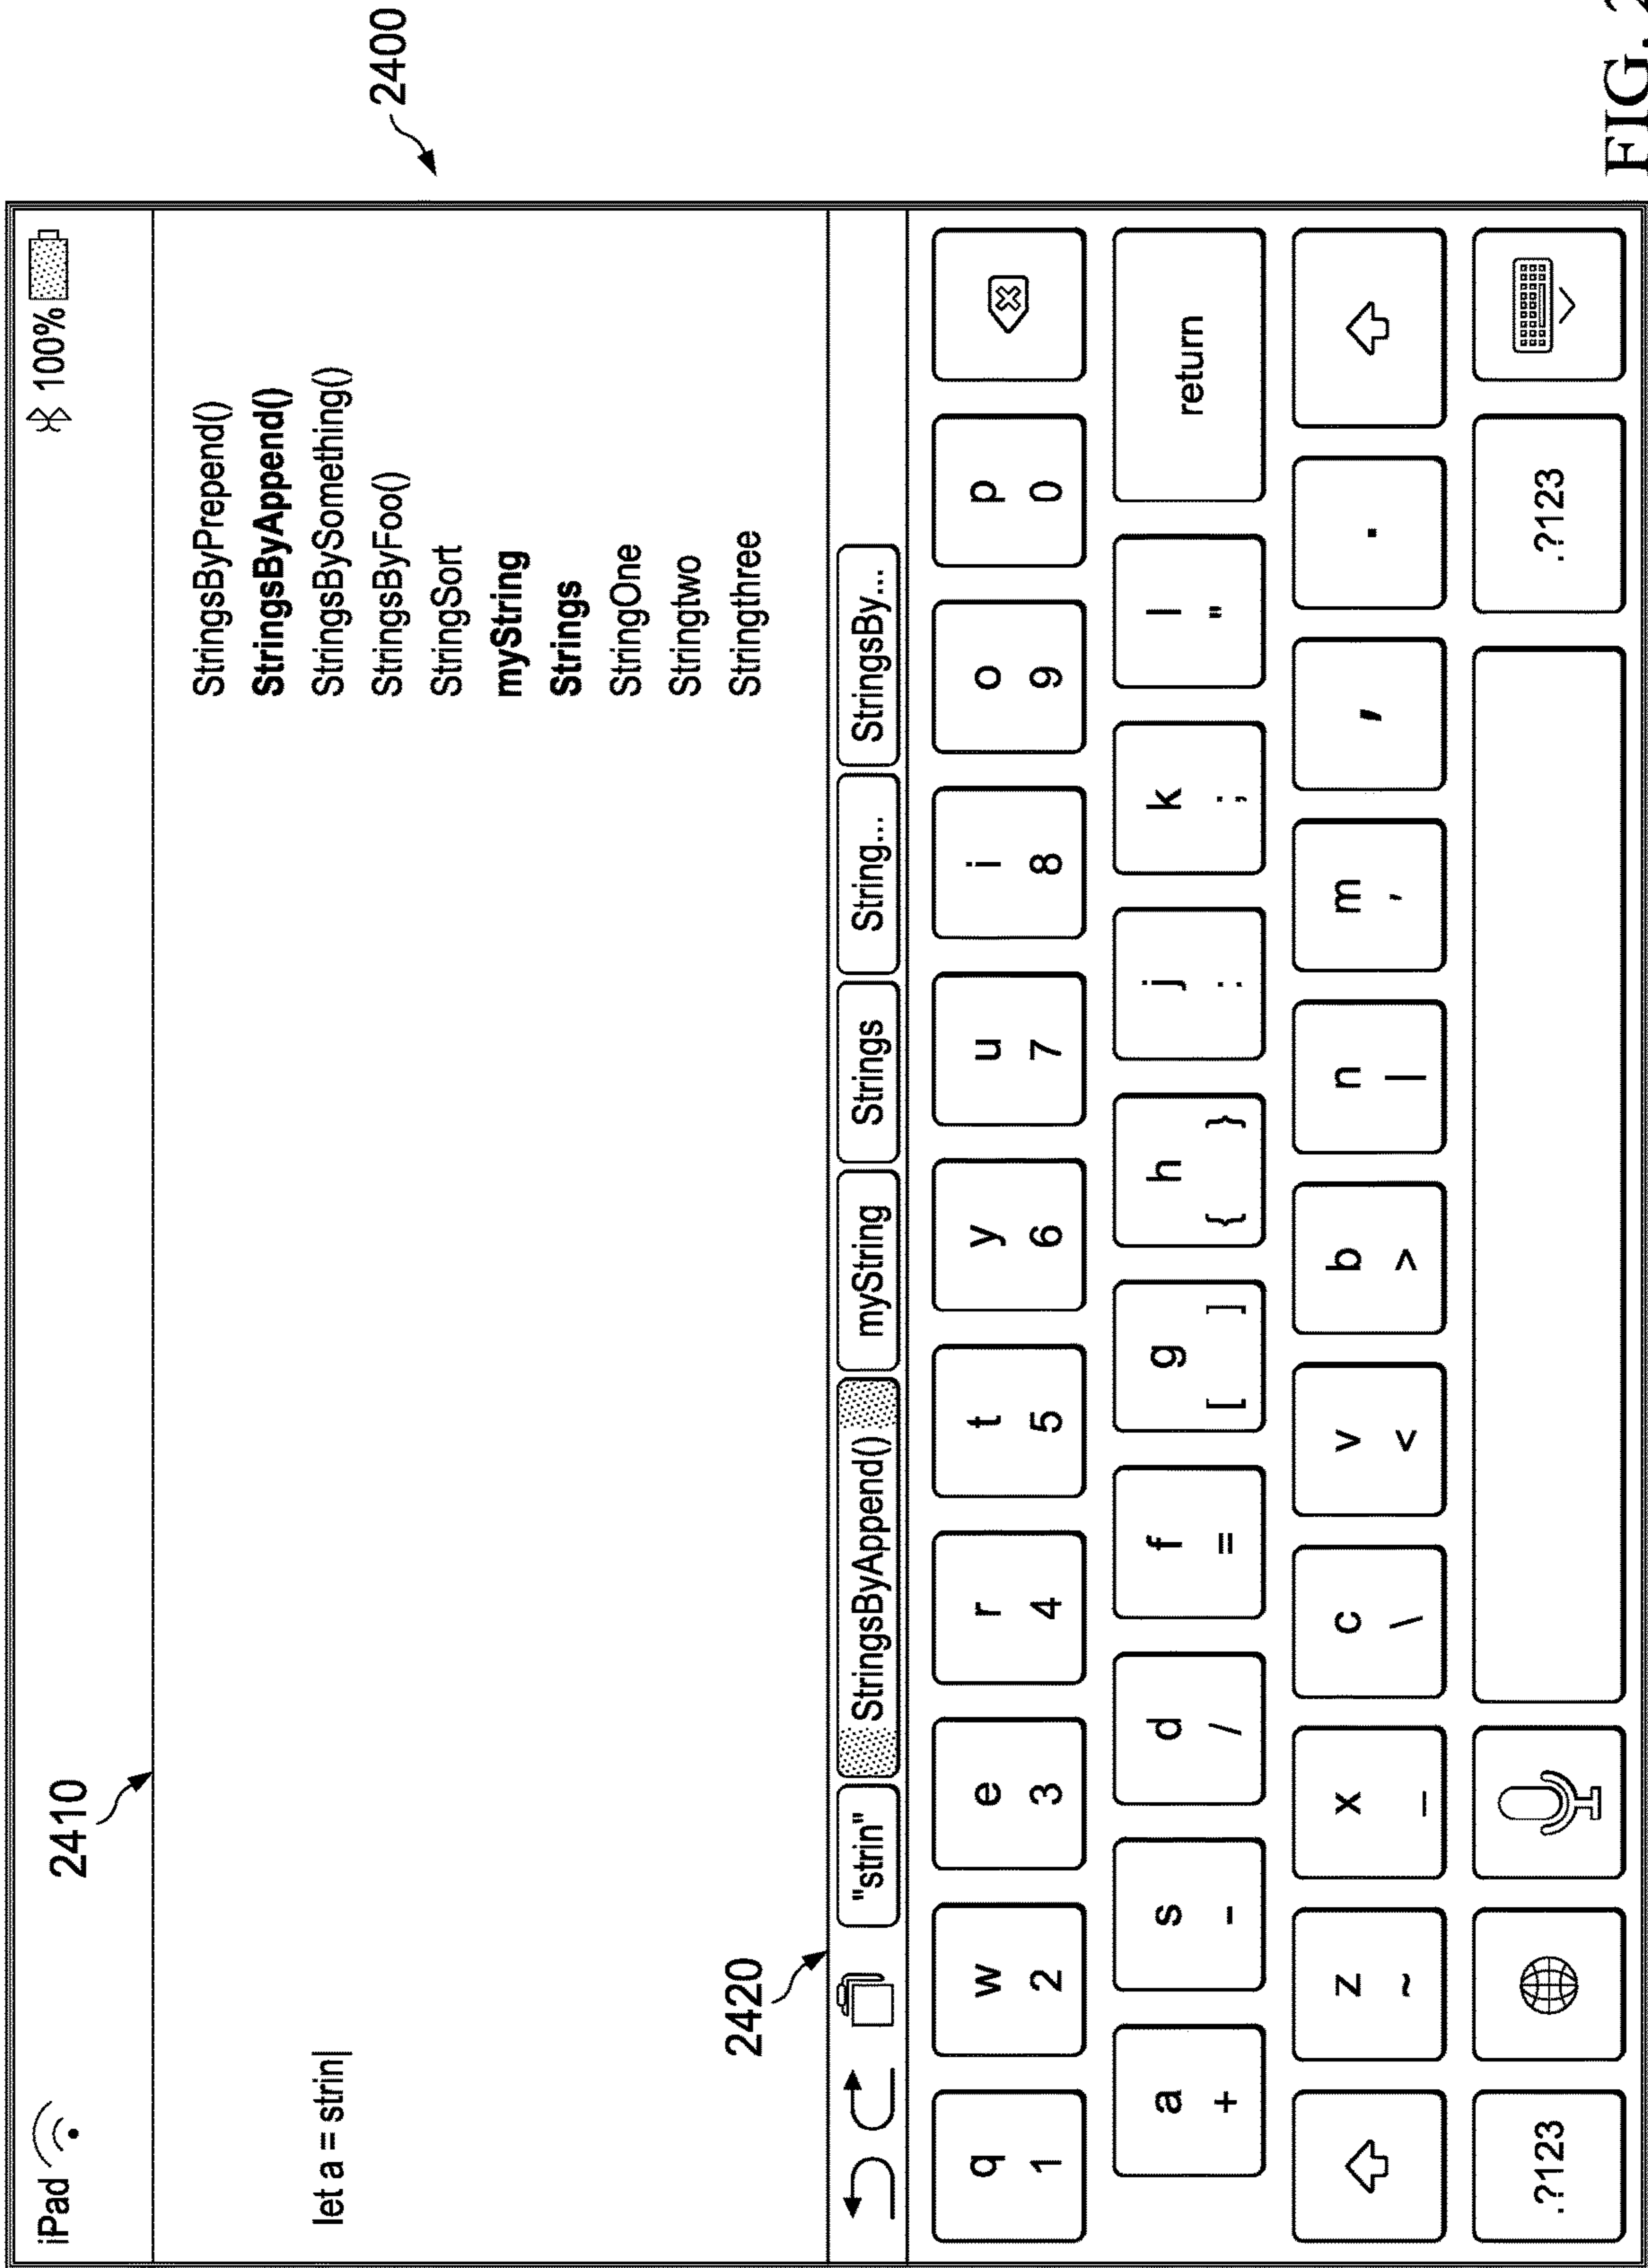 2400
2410
iPad 100%
StringsByPrepend()
StringsByAppend()
let a = strin| StringsBySomething()
StringsByFoo()
StringSort
myString
Strings
StringOne
Stringtwo
Stringthree
2420
"strin" StringsByAppend() myString Strings String... StringsBy...
q w e r t y u i o p
1 2 3 4 5 6 7 8 9 0
a s d f g h j k l return
+ - / = [ ] { } : ; "
z x c v b n m , .
~ _ \ < > | '
.?123 .?123
FIG.